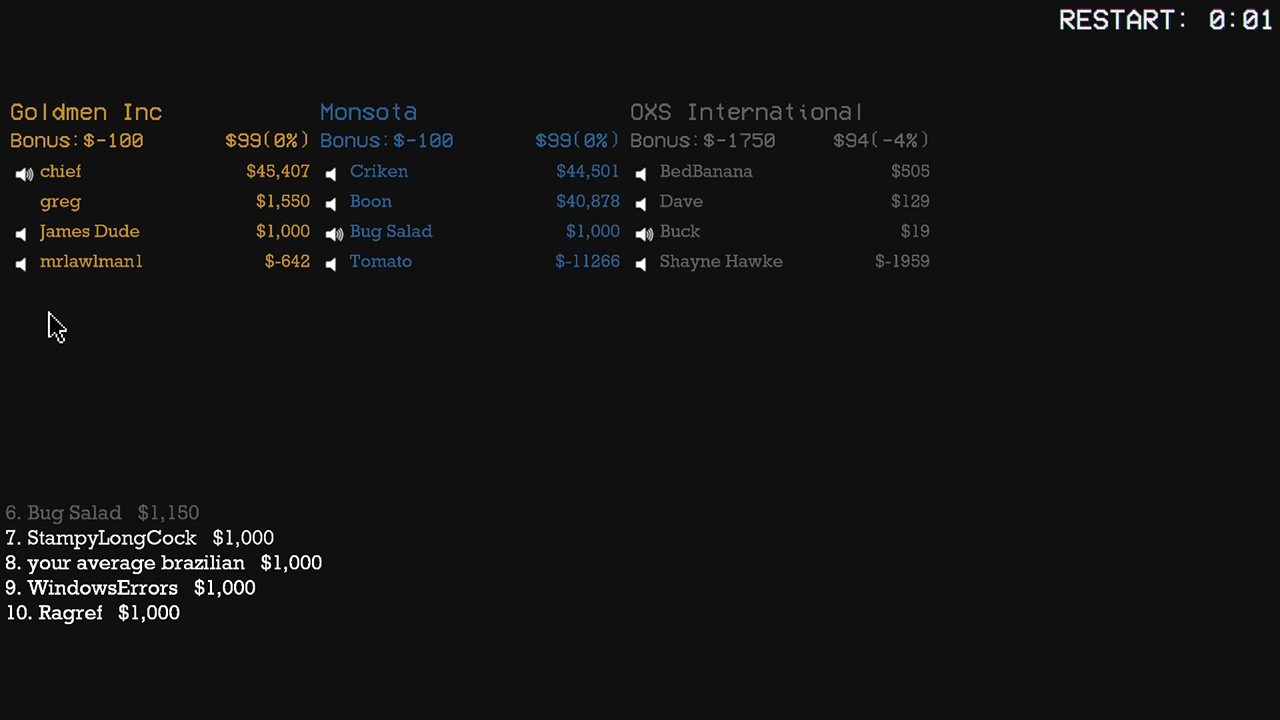 RESTART: 0:01
Goldmen Inc Monsota OXS International
Bonus:$-100 $99(0%) Bonus:$-100 $99(0%) Bonus:$-1750 $94(-4%)
chief $45,407 Criken $44,501 BedBanana $505
greg $1,550 Boon $40,878 Dave $129
James Dude $1,000 Bug Salad $1,000 Buck $19
mrlawlman1 $-642 Tomato $-11266 Shayne Hawke $-1959
6. Bug Salad $1,150
7. StampyLongCock $1,000
8. your average brazilian $1,000
9. WindowsErrors $1,000
10. Ragref $1,000